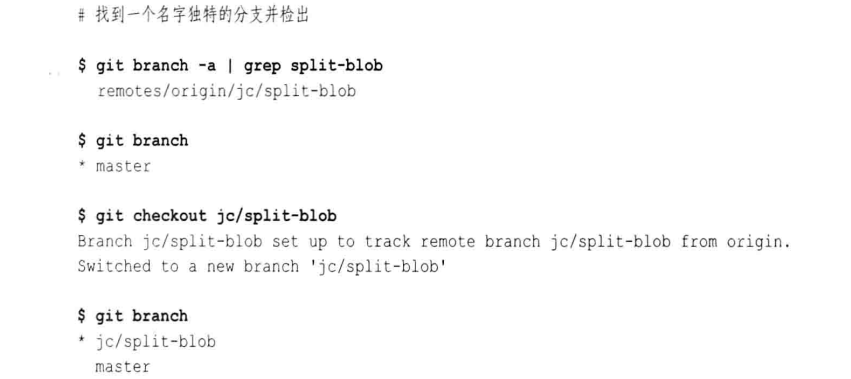 # 找到一个名字独特的分支并检出
$ git branch -a | grep split-blob
remotes/origin/jc/split-blob
$ git branch
* master
$ git checkout jc/split-blob
Branch jc/split-blob set up to track remote branch jc/split-blob from origin.
Switched to a new branch 'jc/split-blob'
$ git branch
* jc/split-blob
master